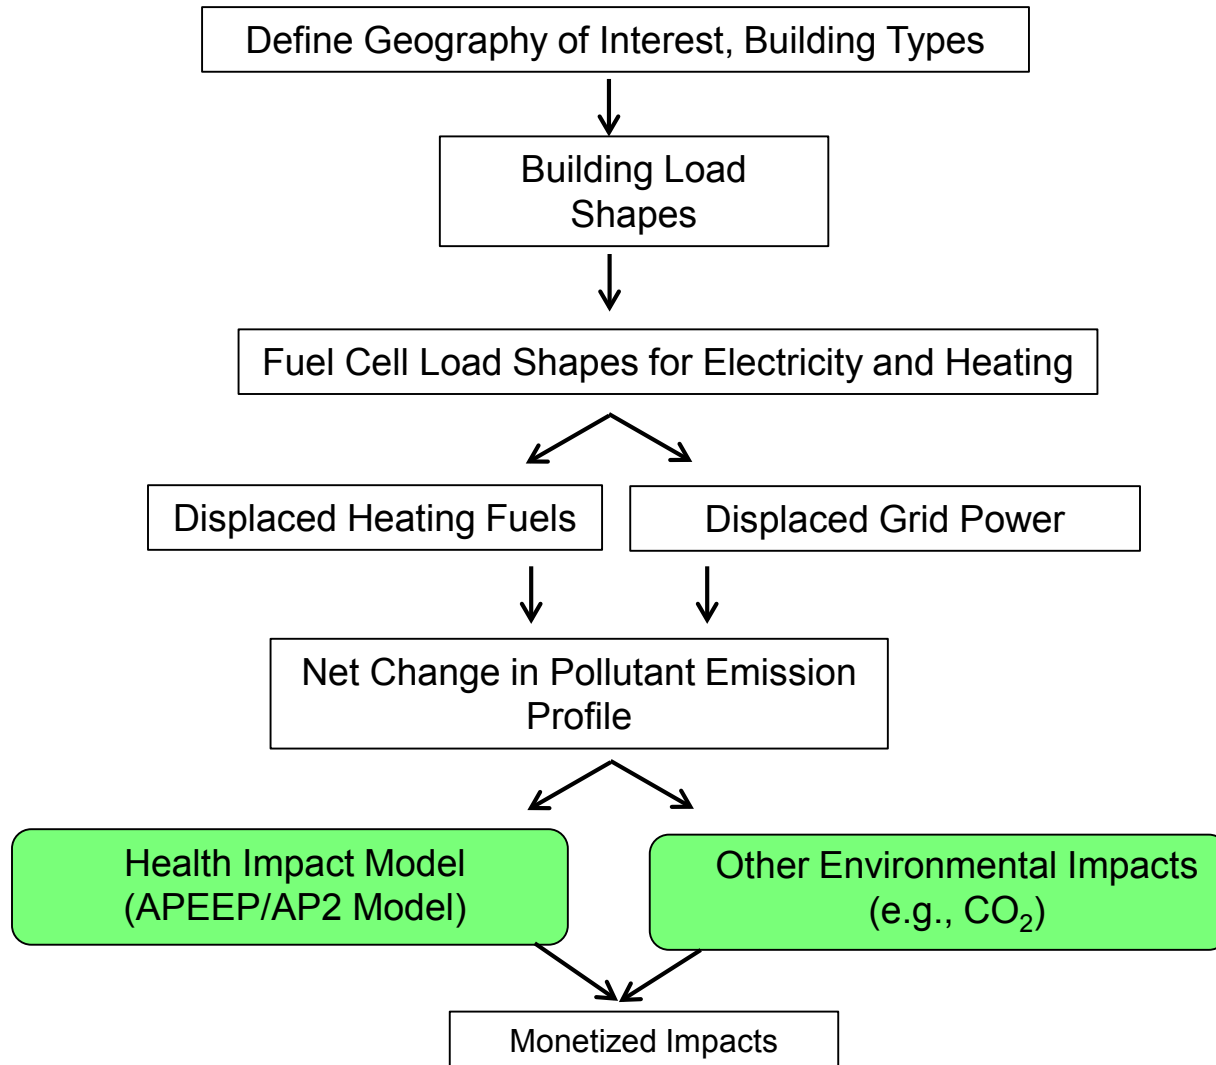 Define Geography of Interest, Building Types
Building Load
Shapes
Fuel Cell Load Shapes for Electricity and Heating
Displaced Heating Fuels
Displaced Grid Power
Net Change in Pollutant Emission
Profile
Health Impact Model
(APEEP/AP2 Model)
Other Environmental Impacts
(e.g., CO₂)
Monetized Impacts